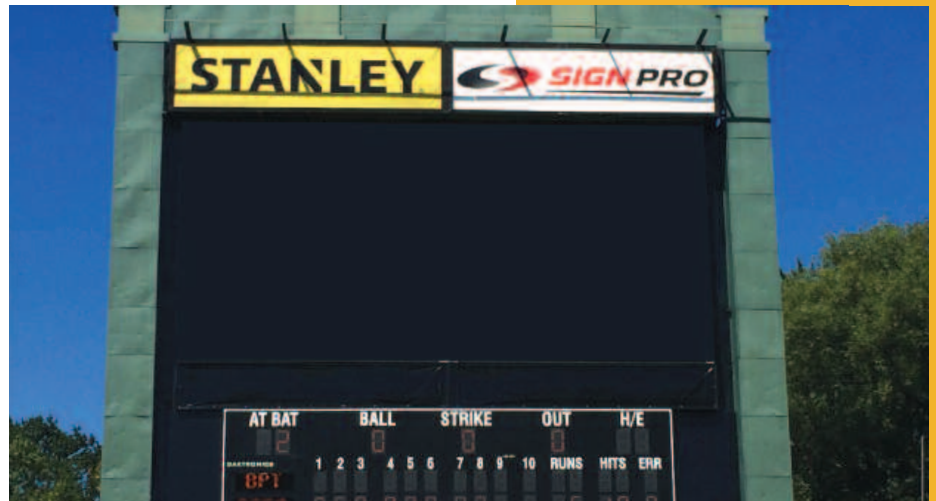 STANLEY SIGN PRO
AT BAT BALL STRIKE OUT H/E
2 0 0 0
DAKTRONICS 1 2 3 4 5 6 7 8 9 10 RUNS HITS ERR
BPT